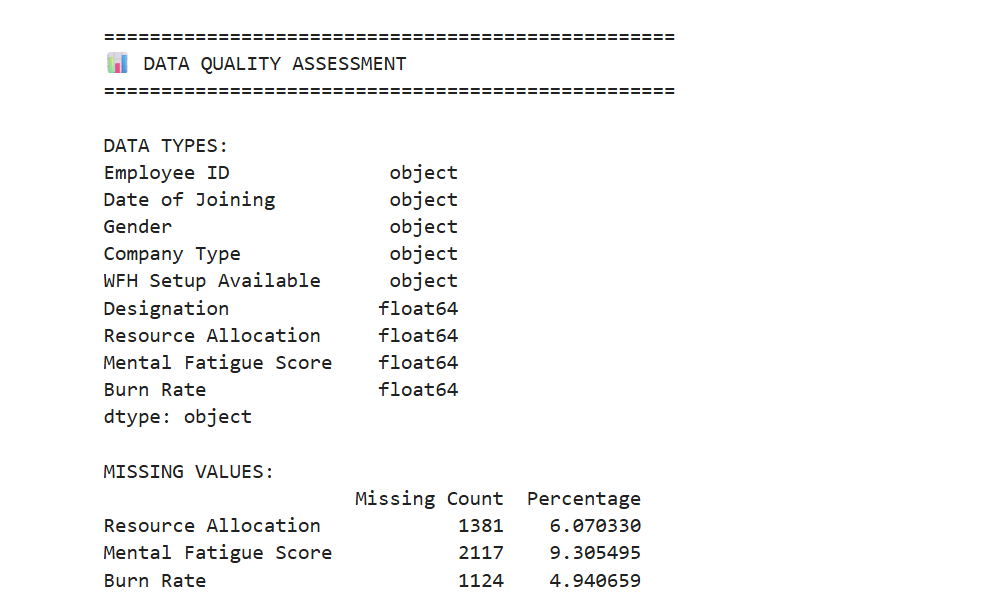 ==================================================
📊 DATA QUALITY ASSESSMENT
==================================================
DATA TYPES:
Employee ID              object
Date of Joining          object
Gender                   object
Company Type             object
WFH Setup Available      object
Designation             float64
Resource Allocation     float64
Mental Fatigue Score    float64
Burn Rate               float64
dtype: object
MISSING VALUES:
                      Missing Count  Percentage
Resource Allocation            1381    6.070330
Mental Fatigue Score           2117    9.305495
Burn Rate                      1124    4.940659